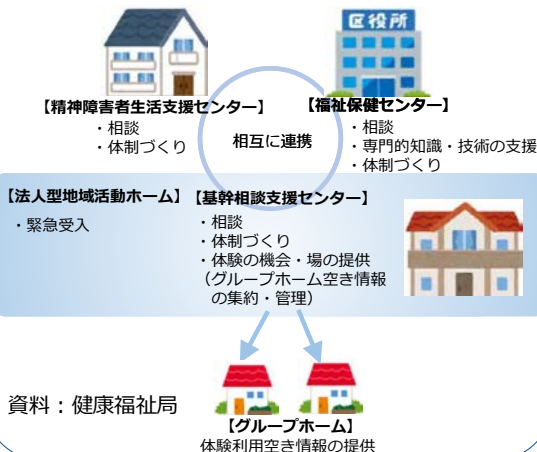 区役所
【精神障害者生活支援センター】
・相談
・体制づくり
【福祉保健センター】
・相談
・専門的知識・技術の支援
・体制づくり
相互に連携
【法人型地域活動ホーム】
・緊急受入
【基幹相談支援センター】
・相談
・体制づくり
・体験の機会・場の提供
（グループホーム空き情報
の集約・管理）
資料：健康福祉局
【グループホーム】
体験利用空き情報の提供